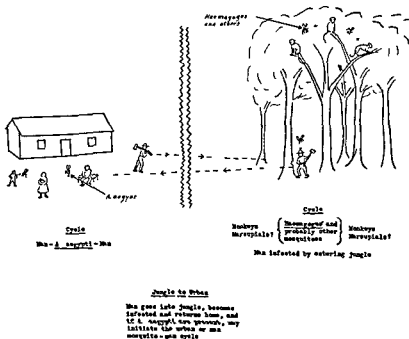 Haemagogus
and others
A. aegypti
Cycle
Man - A aegypti - Man
Cycle
Monkeys
Marsupials?
Haemagogus and
probably other
mosquitoes
Monkeys
Marsupials?
Man infected by entering jungle
Jungle to Urban
Man goes into jungle, becomes
infected and returns home, and
if A aegypti are present, may
initiate the urban or man
mosquito - man cycle